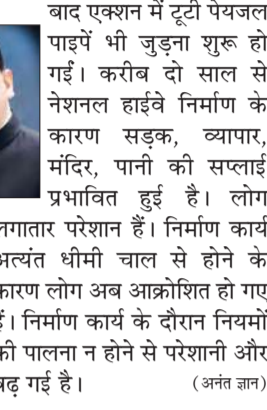 बाद एक्शन में टूटी पेयजल
पाइपें भी जुड़ना शुरू हो
गईं। करीब दो साल से
नेशनल हाईवे निर्माण के
कारण सड़क, व्यापार,
मंदिर, पानी की सप्लाई
प्रभावित हुई है। लोग
लगातार परेशान हैं। निर्माण कार्य
अत्यंत धीमी चाल से होने के
कारण लोग अब आक्रोशित हो गए
हैं। निर्माण कार्य के दौरान नियमों
की पालना न होने से परेशानी और
बढ़ गई है। (अनंत ज्ञान)